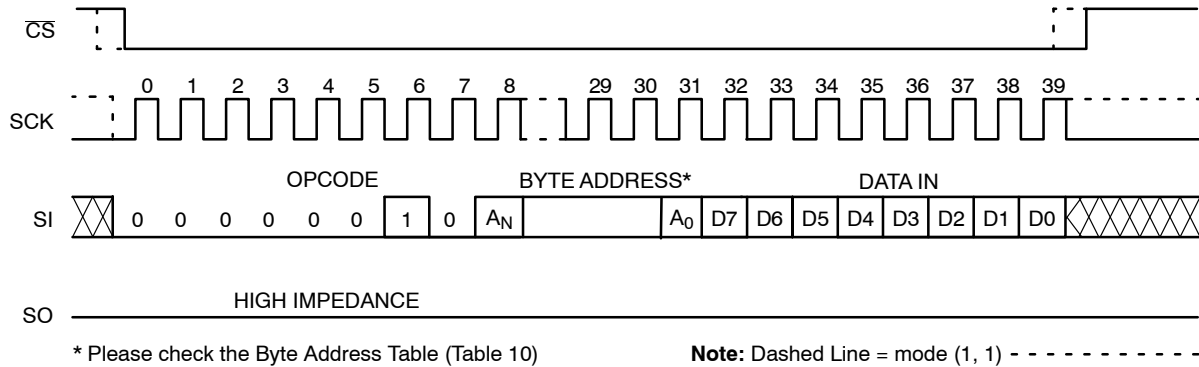 CS
0 1 2 3 4 5 6 7 8 29 30 31 32 33 34 35 36 37 38 39
SCK
OPCODE BYTE ADDRESS* DATA IN
SI 0 0 0 0 0 0 1 0 AN A0 D7 D6 D5 D4 D3 D2 D1 D0
HIGH IMPEDANCE
SO
* Please check the Byte Address Table (Table 10) Note: Dashed Line = mode (1, 1)